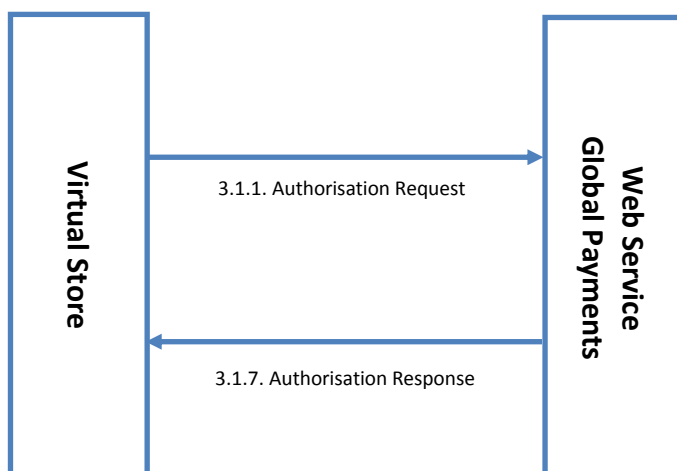 Virtual Store
3.1.1. Authorisation Request
3.1.7. Authorisation Response
Web Service
Global Payments